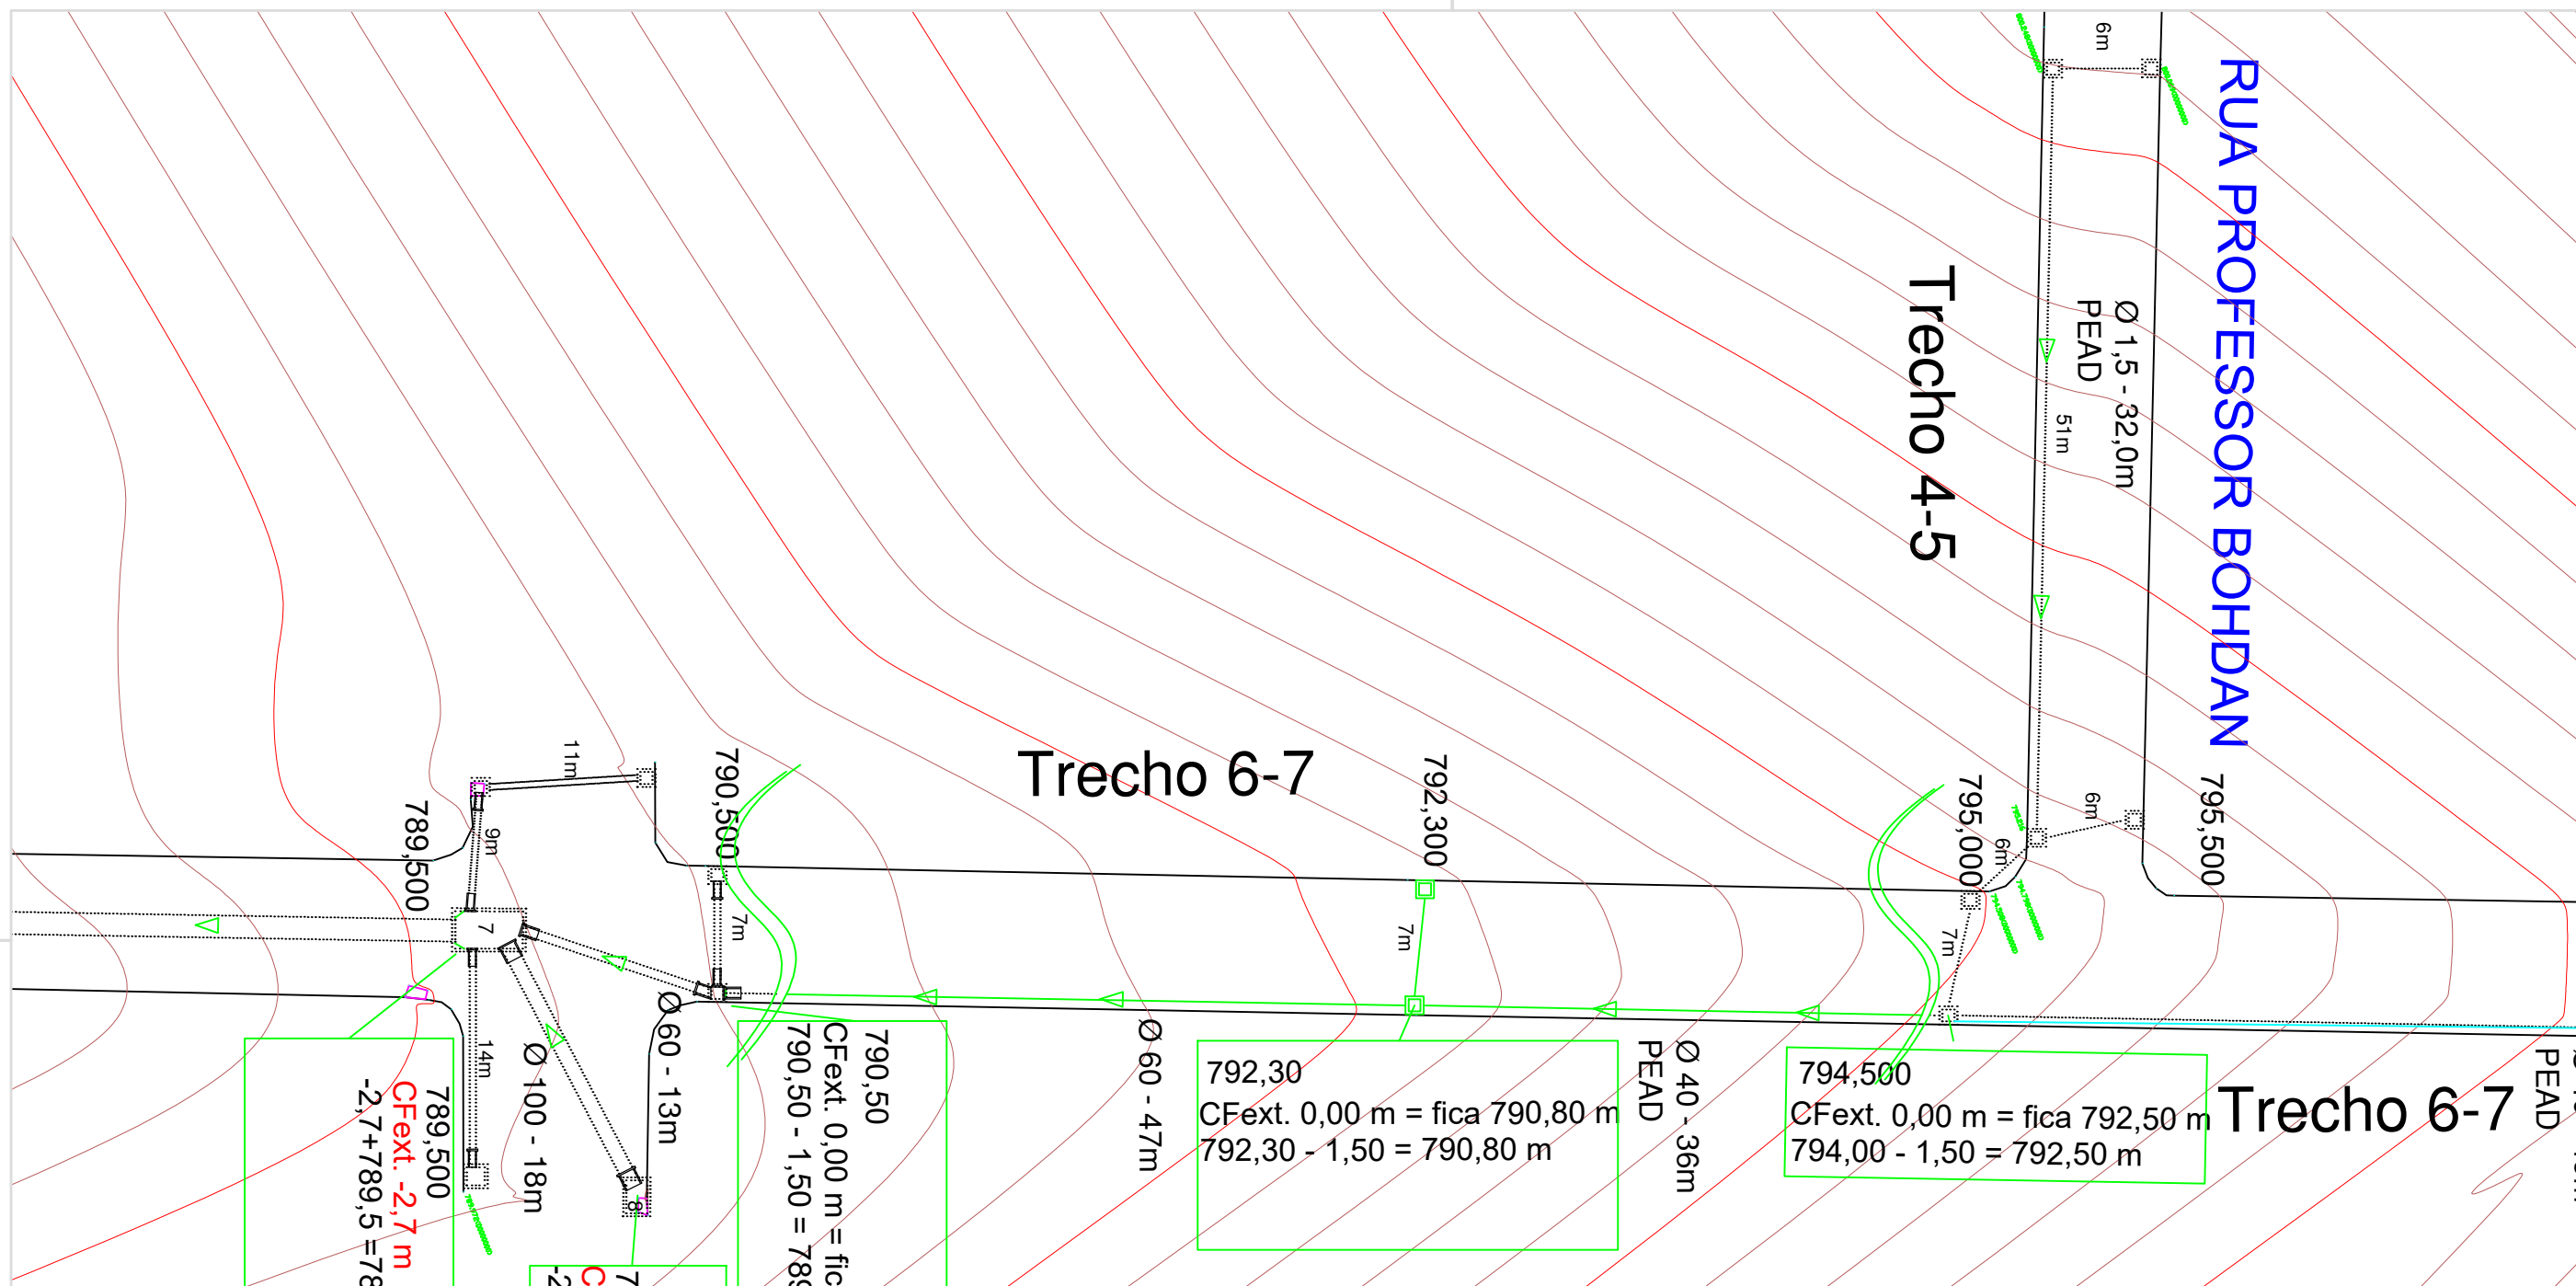 6m
RUA PROFESSOR BOHDAN
Trecho 4-5
Ø 1,5 - 32,0m
PEAD
51m
11m
9m
789,500
790,500
7m
Trecho 6-7
792,300
7m
795,000
6m
6m
7m
795,500
7
14m
Ø 100 - 18m
Ø 60 - 13m
8
789,500
CFext. -2,7 m
-2,7+789,5 =78
790,50
CFext. 0,00 m = fic
790,50 - 1,50 = 789
Ø 60 - 47m
792,30
CFext. 0,00 m = fica 790,80 m
792,30 - 1,50 = 790,80 m
Ø 40 - 36m
PEAD
794,500
CFext. 0,00 m = fica 792,50 m
794,00 - 1,50 = 792,50 m
Trecho 6-7
PEAD
7
C
-2